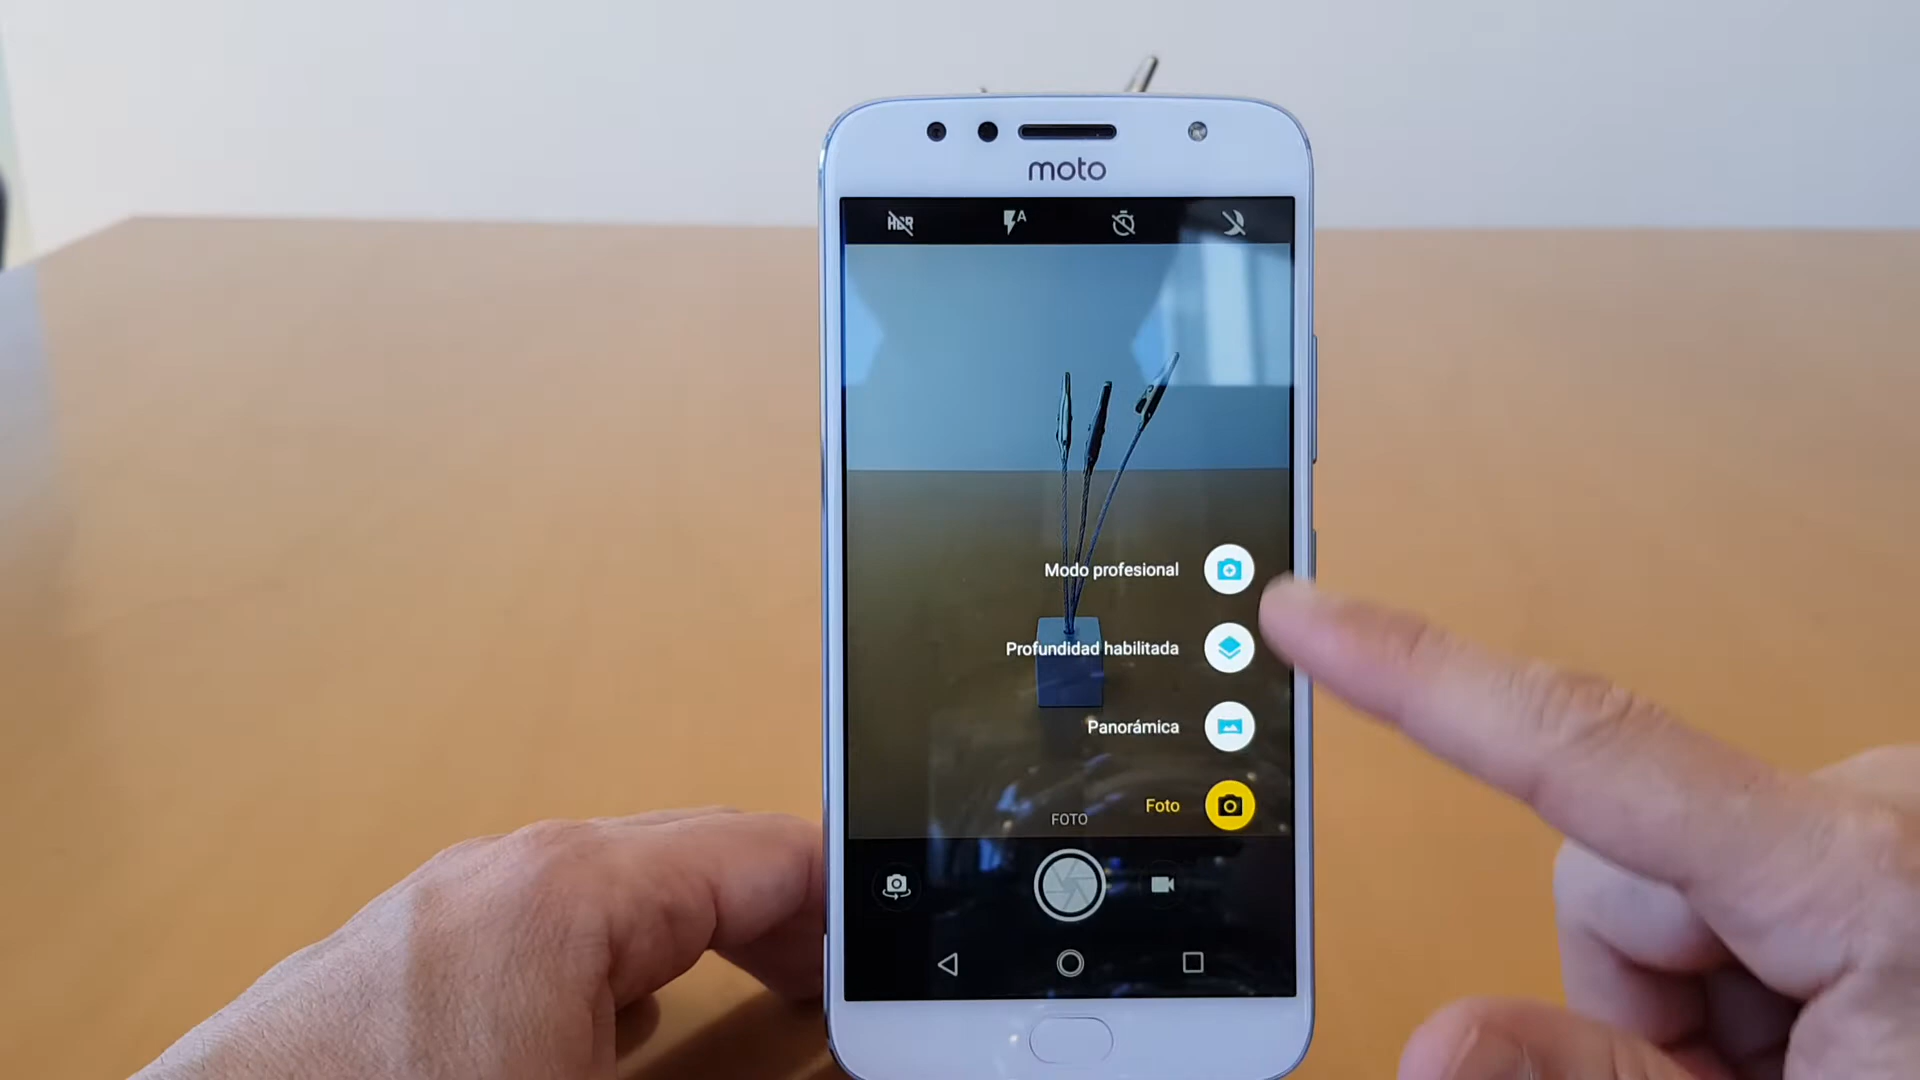 moto
HDR
A
Modo profesional
Profundidad habilitada
Panorámica
Foto
FOTO